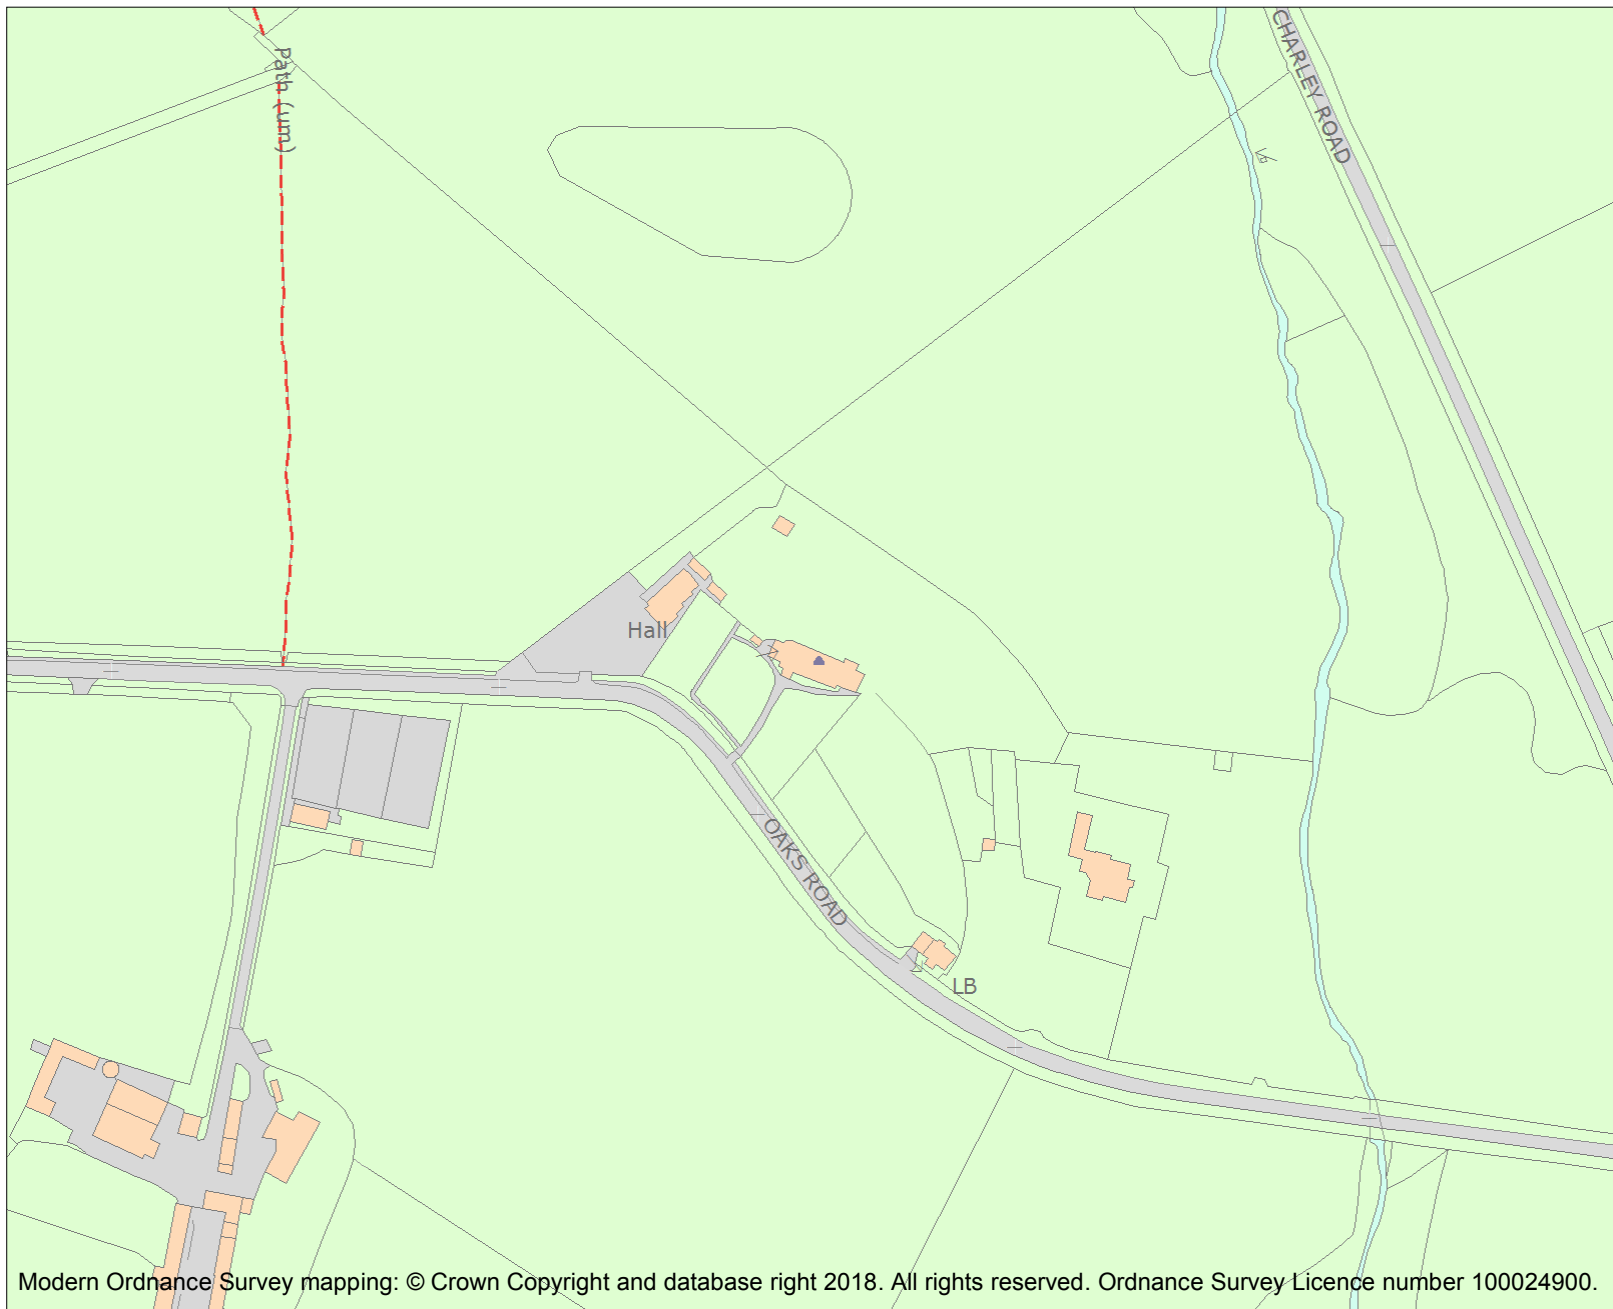 CHARLEY ROAD
Path (um)
Hall
OAKS ROAD
LB
Modern Ordnance Survey mapping: © Crown Copyright and database right 2018. All rights reserved. Ordnance Survey Licence number 100024900.